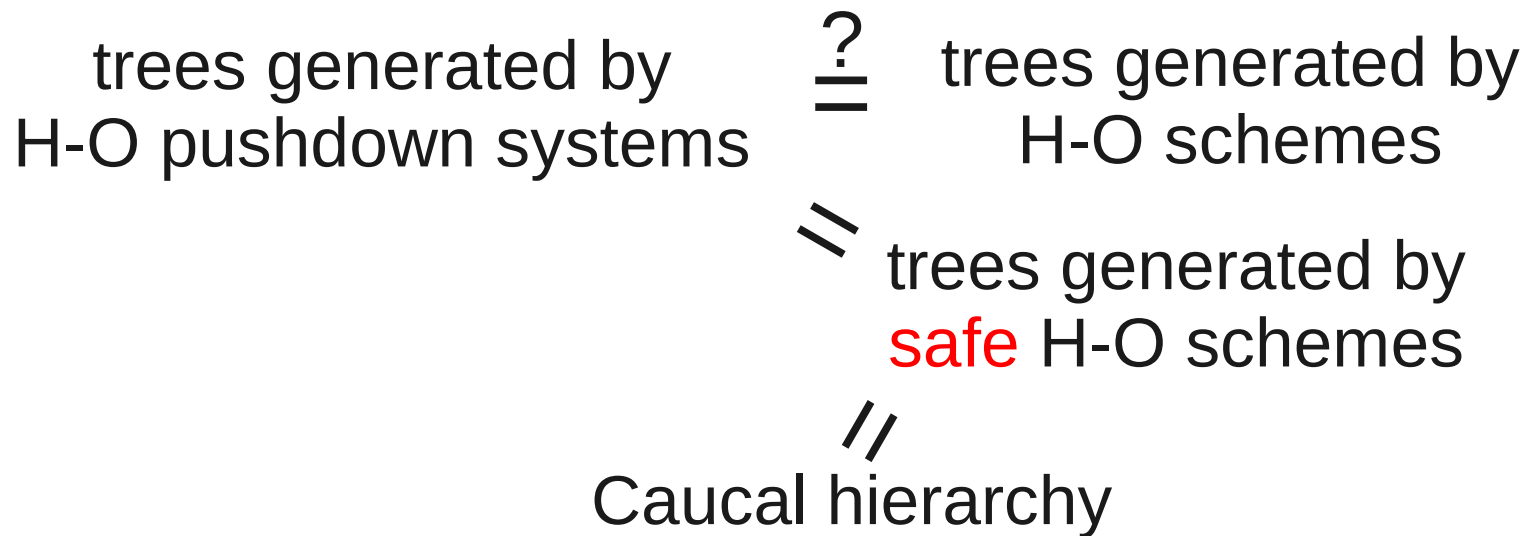 trees generated by
H-O pushdown systems
?
=
trees generated by
H-O schemes
=
trees generated by
safe H-O schemes
=
Caucal hierarchy